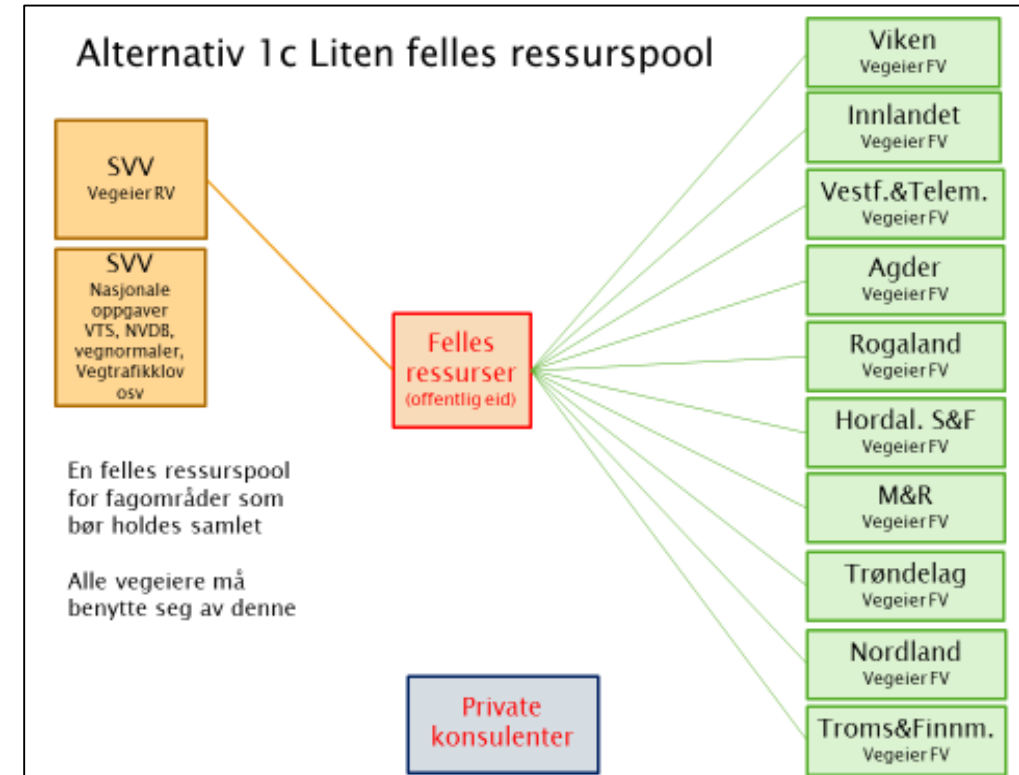 Alternativ 1c Liten felles ressurspool
SVV
Vegeier RV
SVV
Nasjonale
oppgaver
VTS, NVDB,
vegnormaler,
Vegtrafikklov
osv
En felles ressurspool
for fagområder som
bør holdes samlet
Alle vegeiere må
benytte seg av denne
Felles
ressurser
(offentlig eid)
Private
konsulenter
Viken
Vegeier FV
Innlandet
Vegeier FV
Vestf.&Telem.
Vegeier FV
Agder
Vegeier FV
Rogaland
Vegeier FV
Hordal. S&F
Vegeier FV
M&R
Vegeier FV
Trøndelag
Vegeier FV
Nordland
Vegeier FV
Troms&Finnm.
Vegeier FV